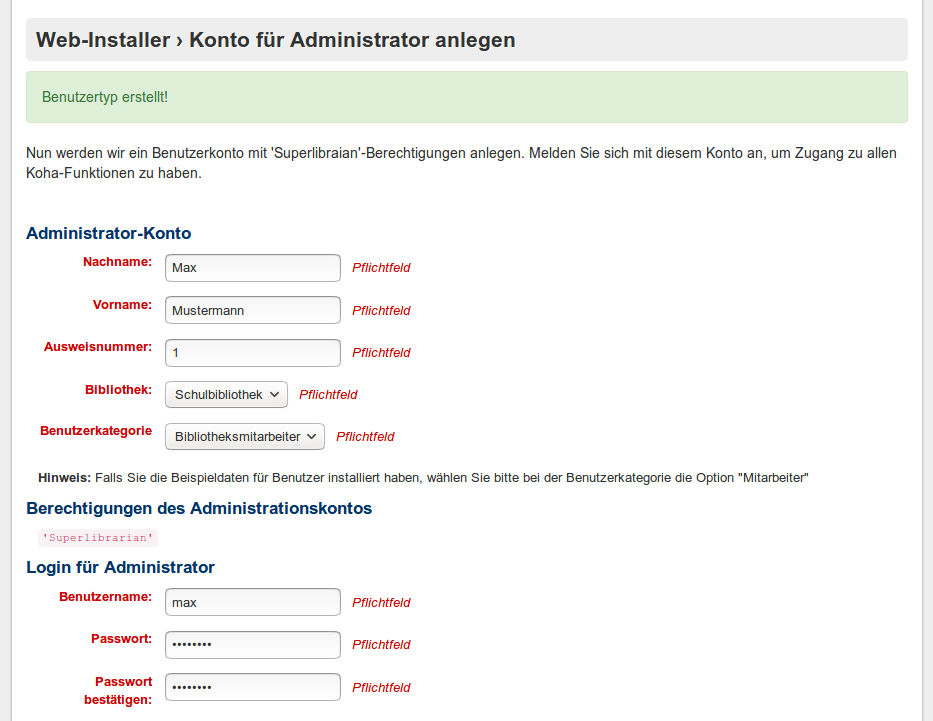 Web-Installer › Konto für Administrator anlegen
Benutzertyp erstellt!
Nun werden wir ein Benutzerkonto mit 'Superlibraian'-Berechtigungen anlegen. Melden Sie sich mit diesem Konto an, um Zugang zu allen
Koha-Funktionen zu haben.
Administrator-Konto
Nachname: Max Pflichtfeld
Vorname: Mustermann Pflichtfeld
Ausweisnummer: 1 Pflichtfeld
Bibliothek: Schulbibliothek Pflichtfeld
Benutzerkategorie Bibliotheksmitarbeiter Pflichtfeld
Hinweis: Falls Sie die Beispieldaten für Benutzer installiert haben, wählen Sie bitte bei der Benutzerkategorie die Option "Mitarbeiter"
Berechtigungen des Administrationskontos
'Superlibrarian'
Login für Administrator
Benutzername: max Pflichtfeld
Passwort: •••••••• Pflichtfeld
Passwort
bestätigen: •••••••• Pflichtfeld